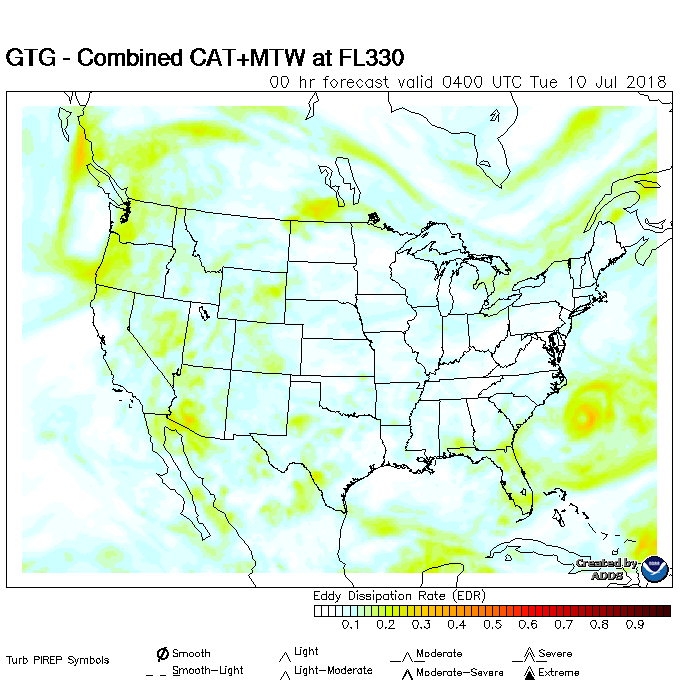 GTG - Combined CAT+MTW at FL330
00 hr forecast valid 0400 UTC Tue 10 Jul 2018
Created by
ADDS
Eddy Dissipation Rate (EDR)
0.1 0.2 0.3 0.4 0.5 0.6 0.7 0.8 0.9
Turb PIREP Symbols
Smooth Light Moderate Severe
Smooth-Light Light-Moderate Moderate-Severe Extreme